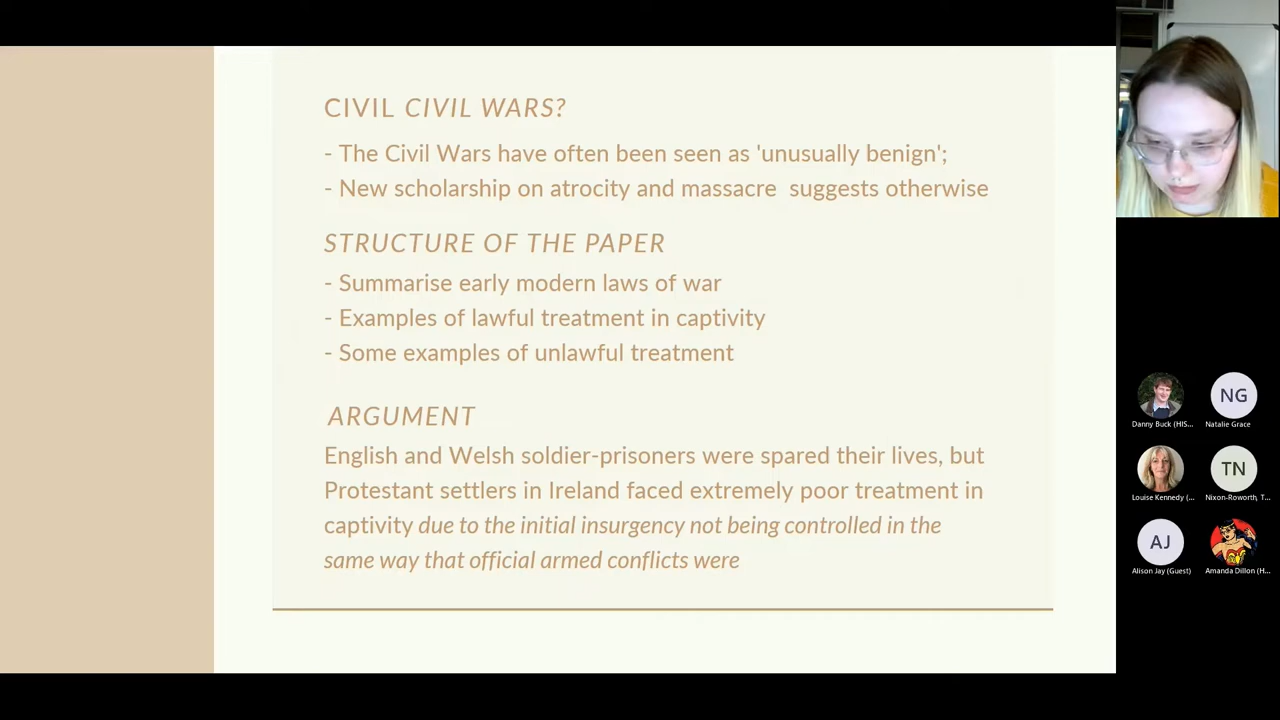 CIVIL CIVIL WARS?
- The Civil Wars have often been seen as 'unusually benign';
- New scholarship on atrocity and massacre  suggests otherwise
STRUCTURE OF THE PAPER
- Summarise early modern laws of war
- Examples of lawful treatment in captivity
- Some examples of unlawful treatment
ARGUMENT
English and Welsh soldier-prisoners were spared their lives, but
Protestant settlers in Ireland faced extremely poor treatment in
captivity due to the initial insurgency not being controlled in the
same way that official armed conflicts were
NG
Danny Buck (HIS...
Natalie Grace
TN
Louise Kennedy (...
Nixon-Roworth, T...
AJ
Alison Jay (Guest)
Amanda Dillon (H...